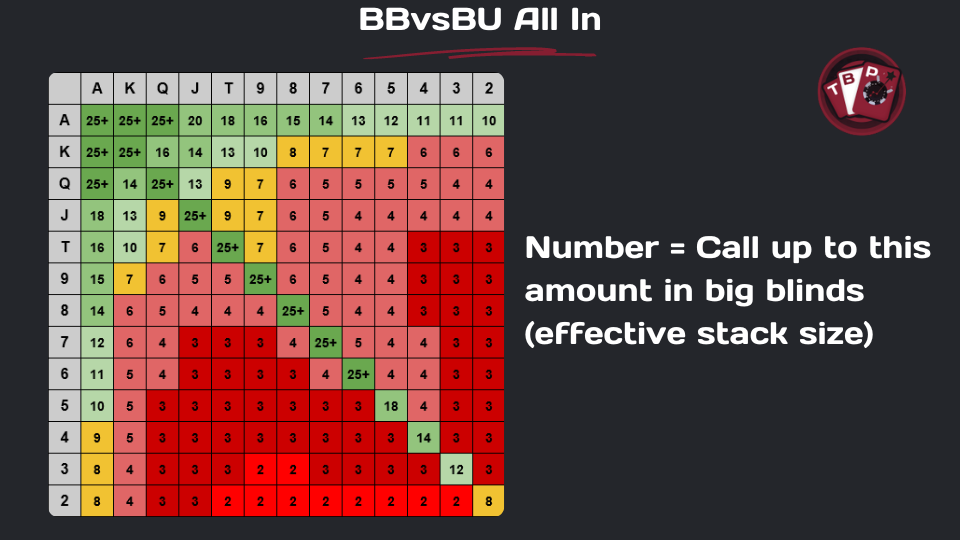 BBvsBU All In
T B P
A K Q J T 9 8 7 6 5 4 3 2
A 25+ 25+ 25+ 20 18 16 15 14 13 12 11 11 10
K 25+ 25+ 16 14 13 10 8 7 7 7 6 6 6
Q 25+ 14 25+ 13 9 7 6 5 5 5 5 4 4
J 18 13 9 25+ 9 7 6 5 4 4 4 4 4
T 16 10 7 6 25+ 7 6 5 4 4 3 3 3
9 15 7 6 5 5 25+ 6 5 4 4 3 3 3
8 14 6 5 4 4 4 25+ 5 4 4 3 3 3
7 12 6 4 3 3 3 4 25+ 5 4 4 3 3
6 11 5 4 3 3 3 3 4 25+ 4 4 3 3
5 10 5 3 3 3 3 3 3 3 18 4 3 3
4 9 5 3 3 3 3 3 3 3 3 14 3 3
3 8 4 3 3 3 2 2 3 3 3 3 12 3
2 8 4 3 3 2 2 2 2 2 2 2 2 8
Number = Call up to this
amount in big blinds
(effective stack size)